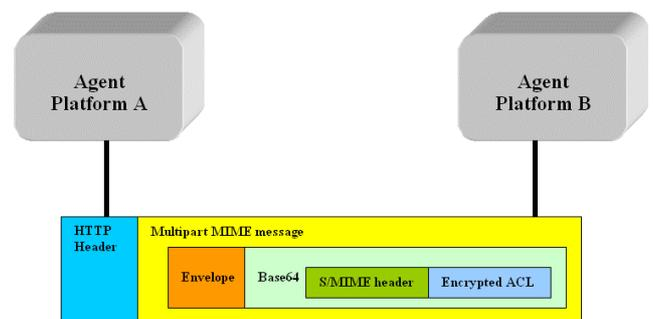 Agent
Platform A
Agent
Platform B
HTTP
Header
Multipart MIME message
Envelope
Base64
S/MIME header
Encrypted ACL